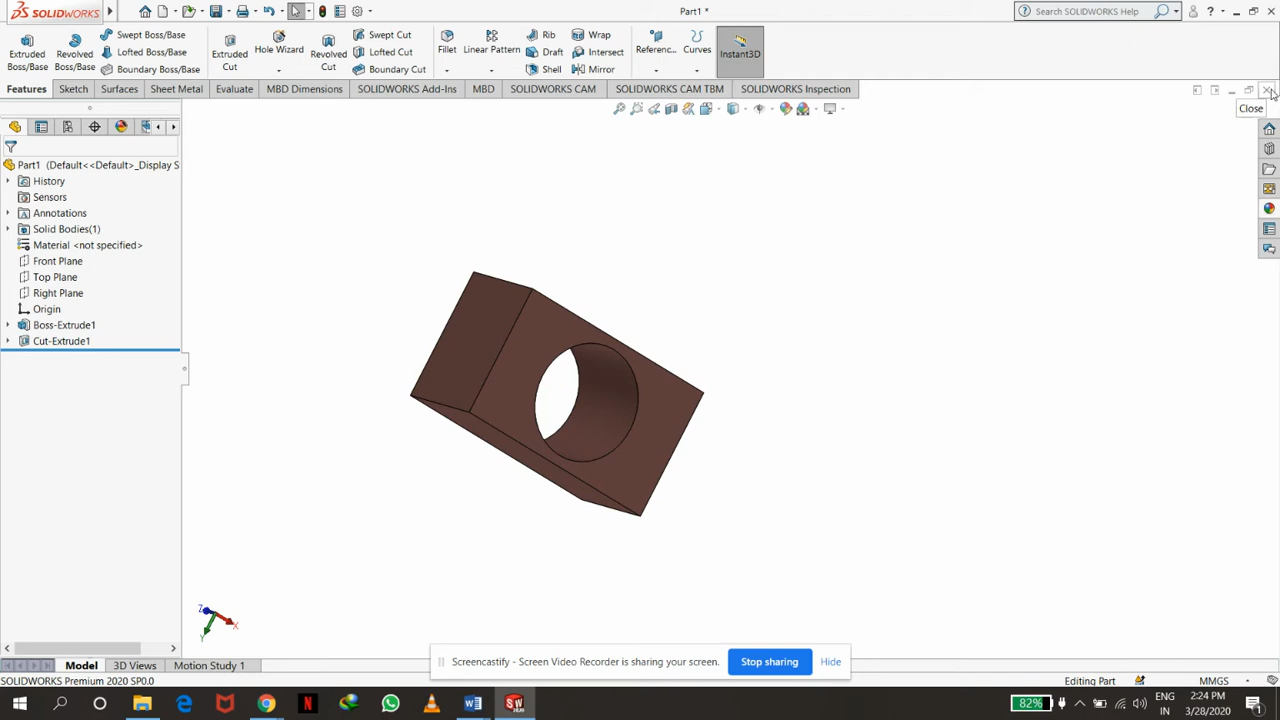 SOLIDWORKS
Part1 *
Search SOLIDWORKS Help
Extruded Boss/Base
Revolved Boss/Base
Swept Boss/Base
Lofted Boss/Base
Boundary Boss/Base
Extruded Cut
Hole Wizard
Revolved Cut
Swept Cut
Lofted Cut
Boundary Cut
Fillet
Linear Pattern
Rib
Draft
Shell
Wrap
Intersect
Mirror
Referenc...
Curves
Instant3D
Features Sketch Surfaces Sheet Metal Evaluate MBD Dimensions SOLIDWORKS Add-Ins MBD SOLIDWORKS CAM SOLIDWORKS CAM TBM SOLIDWORKS Inspection
Close
Part1 (Default<<Default>_Display S
History
Sensors
Annotations
Solid Bodies(1)
Material <not specified>
Front Plane
Top Plane
Right Plane
Origin
Boss-Extrude1
Cut-Extrude1
Z
X
Y
Screencastify - Screen Video Recorder is sharing your screen. Stop sharing Hide
Model 3D Views Motion Study 1
SOLIDWORKS Premium 2020 SP0.0
Editing Part
MMGS
82%
ENG
IN
2:24 PM
3/28/2020
1